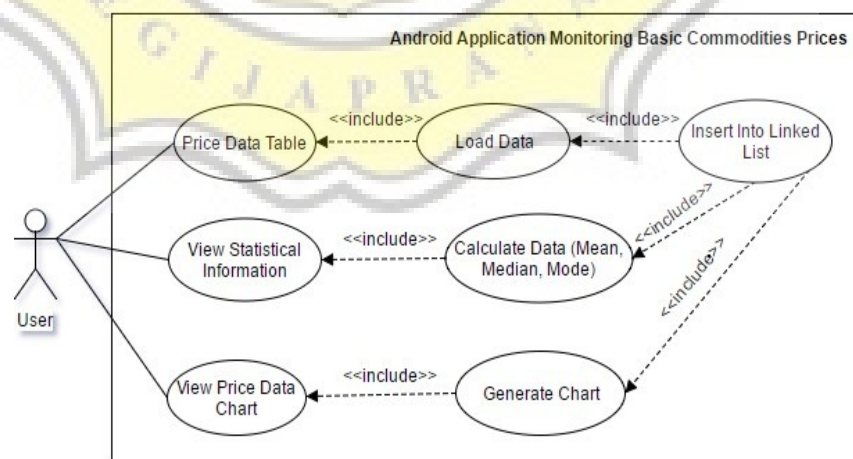 Android Application Monitoring Basic Commodities Prices
GIJAPRANA
<<include>>
<<include>>
Price Data Table
Load Data
Insert Into Linked
List
<<include>>
<<include>>
View Statistical
Information
Calculate Data (Mean,
Median, Mode)
<<include>>
User
<<include>>
View Price Data
Chart
Generate Chart